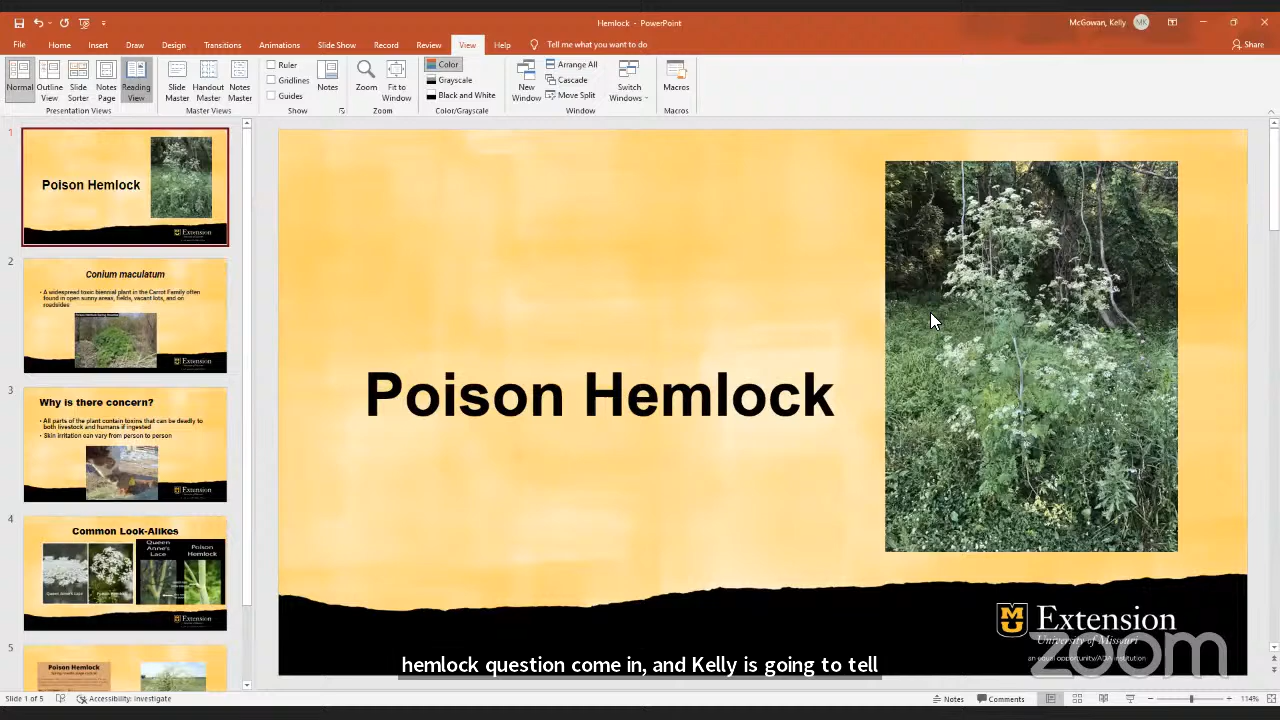 Hemlock - PowerPoint
McGowan, Kelly
MK
File Home Insert Draw Design Transitions Animations Slide Show Record Review View Help Tell me what you want to do
Share
Normal Outline View Slide Sorter Notes Page Reading View
Presentation Views
Slide Master Handout Master Notes Master
Master Views
Ruler
Gridlines
Guides
Show
Notes
Zoom Fit to Window
Zoom
Color
Grayscale
Black and White
Color/Grayscale
New Window
Arrange All
Cascade
Move Split
Switch Windows
Window
Macros
Macros
1
Poison Hemlock
Extension
2
Conium maculatum
• A widespread toxic biennial plant in the Carrot Family often
found in open sunny areas, fields, vacant lots, and on
roadsides
Extension
3
Why is there concern?
• All parts of the plant contain toxins that can be deadly to
both livestock and humans if ingested
• Skin irritation can vary from person to person
Extension
4
Common Look-Alikes
Queen
Anne's
Lace
Poison
Hemlock
Extension
5
Poison Hemlock
Poison Hemlock
MU Extension
University of Missouri
an equal opportunity/ADA institution
zoom
hemlock question come in, and Kelly is going to tell
Slide 1 of 5
Accessibility: Investigate
Notes
Comments
114%